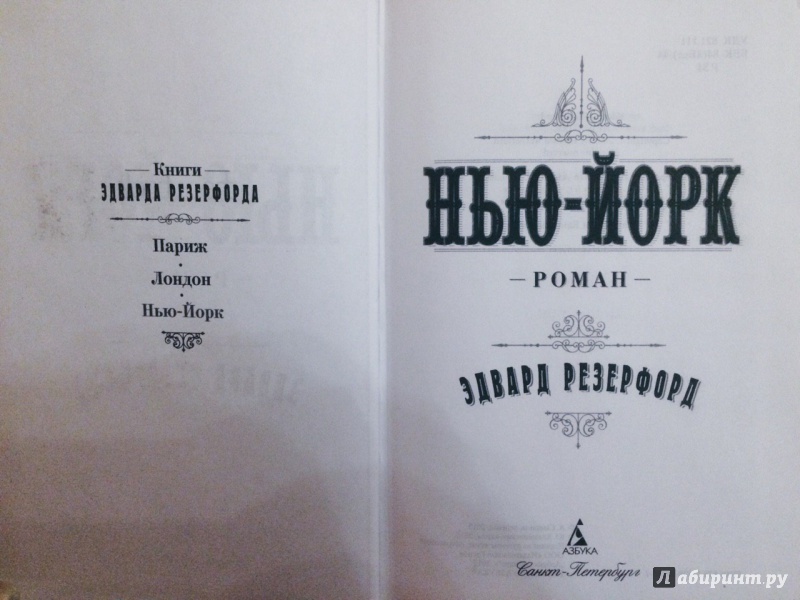 Книги
ЭДВАРДА РЕЗЕРФОРДА
Париж
Лондон
Нью-Йорк
НЬЮ-ЙОРК
РОМАН
ЭДВАРД РЕЗЕРФОРД
АЗБУКА
Санкт-Петербург
Лабиринт.ру